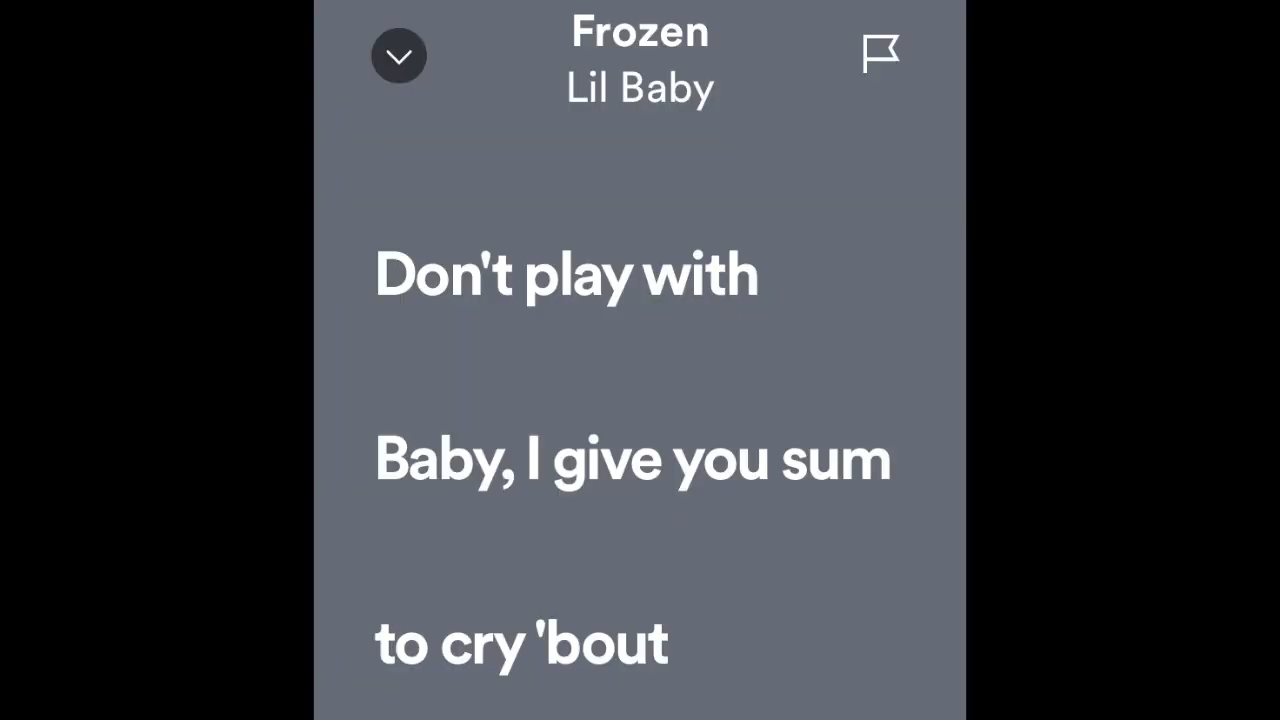 Frozen
Lil Baby
Don't play with
Baby, I give you sum
to cry 'bout